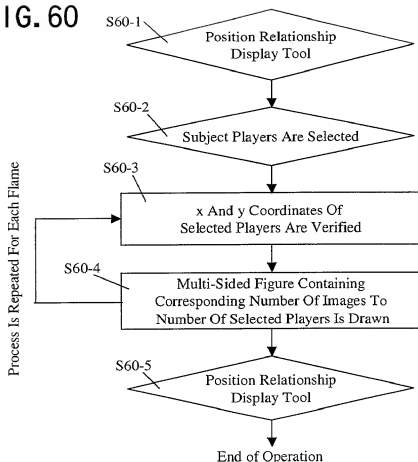 IG. 60
S60-1
Position Relationship
Display Tool
S60-2
Subject Players Are Selected
S60-3
x And y Coordinates Of
Selected Players Are Verified
Process Is Repeated For Each Flame
S60-4
Multi-Sided Figure Containing
Corresponding Number Of Images To
Number Of Selected Players Is Drawn
S60-5
Position Relationship
Display Tool
End of Operation